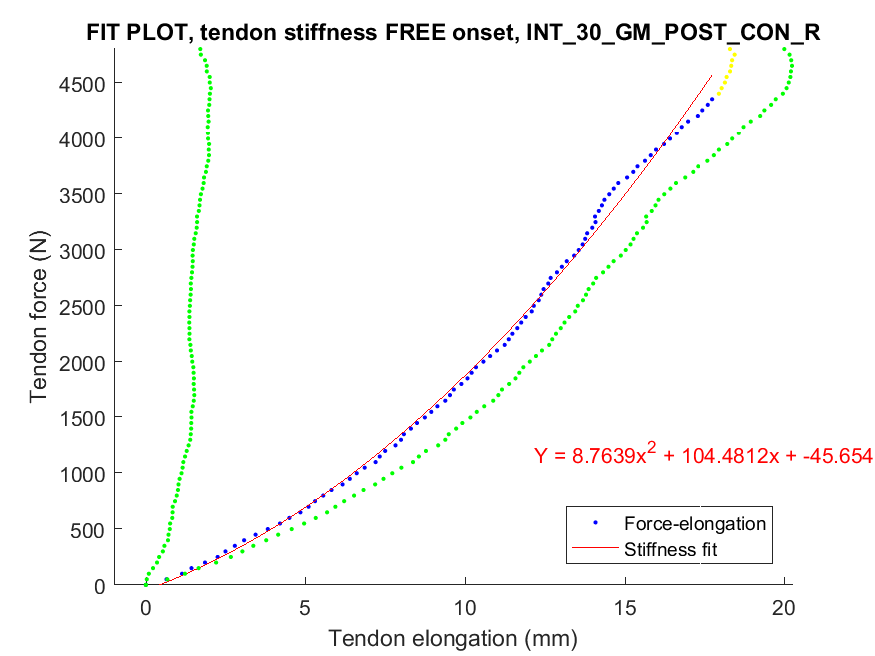 FIT PLOT, tendon stiffness FREE onset, INT_30_GM_POST_CON_R
4500
4000
3500
3000
2500
2000
1500
1000
500
0
Tendon force (N)
Y = 8.7639x² + 104.4812x + -45.654
Force-elongation
Stiffness fit
0 5 10 15 20
Tendon elongation (mm)